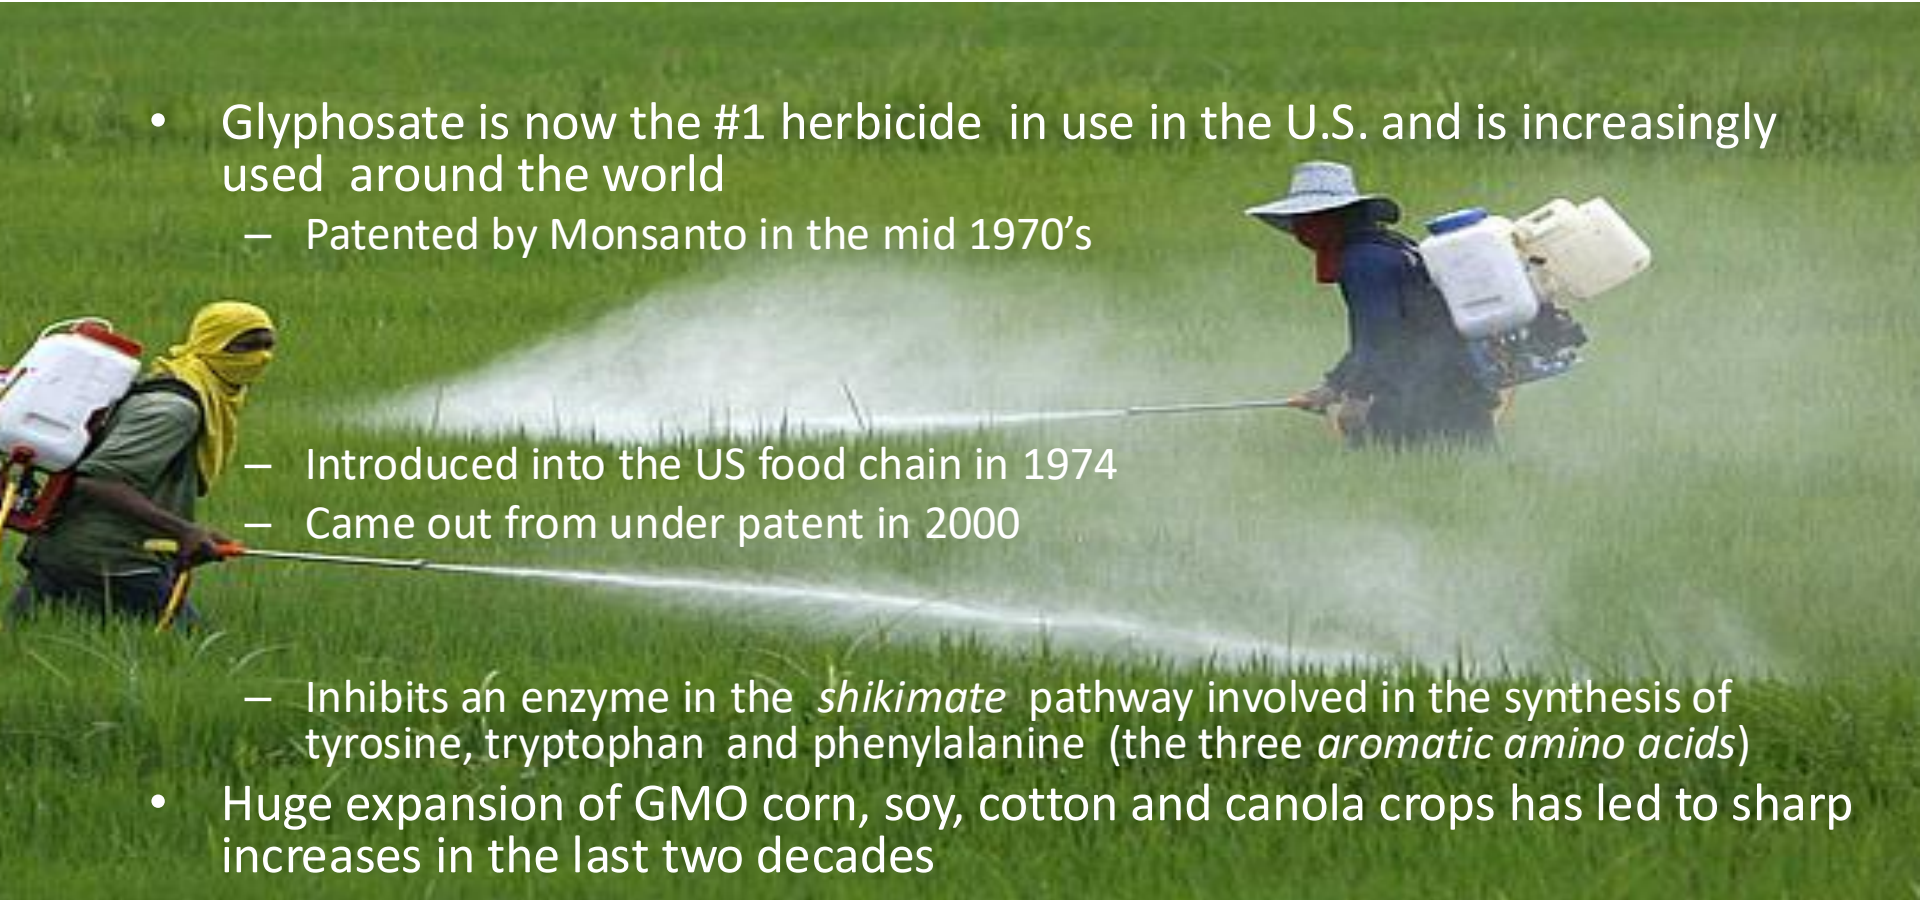 • Glyphosate is now the #1 herbicide in use in the U.S. and is increasingly
used around the world
– Patented by Monsanto in the mid 1970’s
– Introduced into the US food chain in 1974
– Came out from under patent in 2000
– Inhibits an enzyme in the shikimate pathway involved in the synthesis of
tyrosine, tryptophan and phenylalanine (the three aromatic amino acids)
• Huge expansion of GMO corn, soy, cotton and canola crops has led to sharp
increases in the last two decades